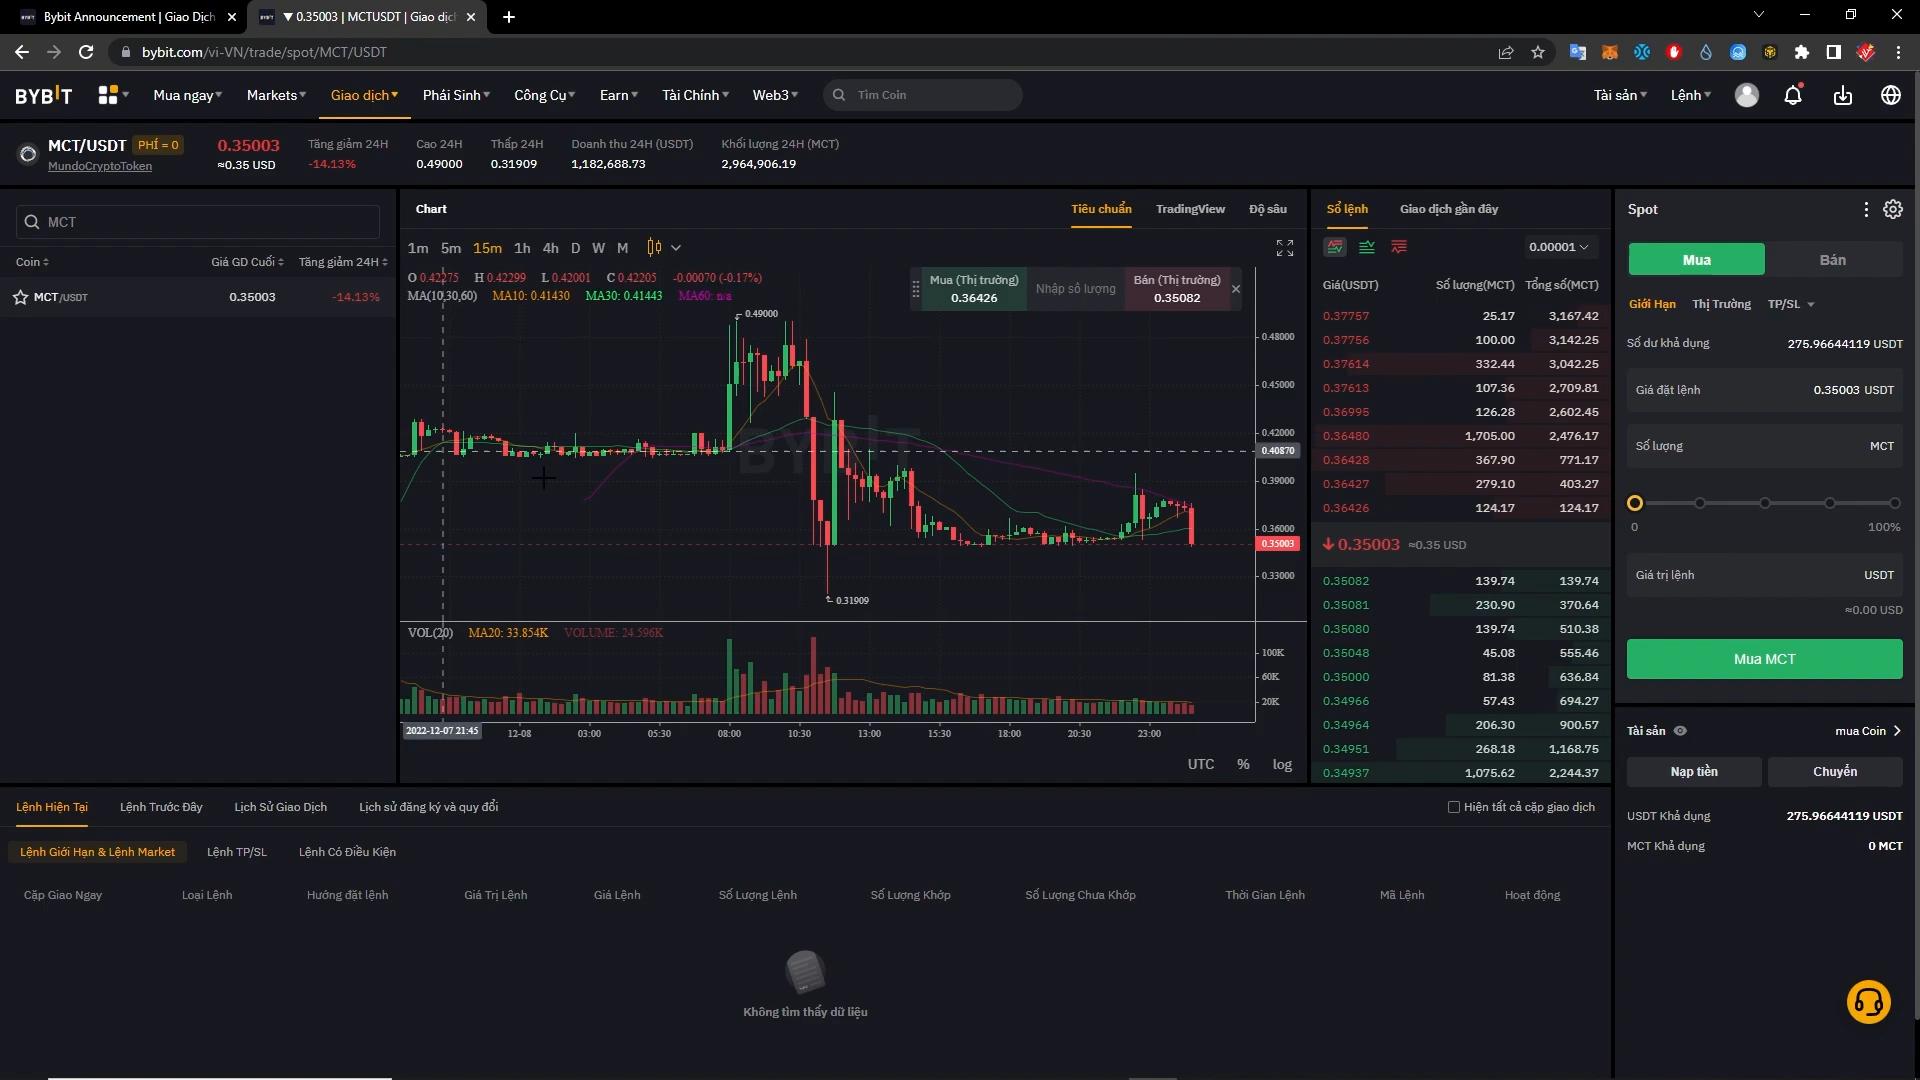 Bybit Announcement | Giao Dịch
▼ 0.35003 | MCTUSDT | Giao dịch
bybit.com/vi-VN/trade/spot/MCT/USDT
BYBIT Mua ngay Markets Giao dịch Phái Sinh Công Cụ Earn Tài Chính Web3 Tìm Coin Tài sản Lệnh
MCT/USDT PHÍ = 0
MundoCryptoToken
0.35003
≈0.35 USD
Tăng giảm 24H
-14.13%
Cao 24H
0.49000
Thấp 24H
0.31909
Doanh thu 24H (USDT)
1,182,688.73
Khối lượng 24H (MCT)
2,964,906.19
MCT
Coin Giá GD Cuối Tăng giảm 24H
MCT/USDT 0.35003 -14.13%
Chart Tiêu chuẩn TradingView Độ sâu
1m 5m 15m 1h 4h D W M
O 0.42275 H 0.42299 L 0.42001 C 0.42205 -0.00070 (-0.17%)
MA(10,30,60) MA10: 0.41430 MA30: 0.41443 MA60: n/a
Mua (Thị trường)
0.36426
Nhập số lượng
Bán (Thị trường)
0.35082
0.49000
0.31909
BYBIT
0.48000
0.45000
0.42000
0.40870
0.39000
0.36000
0.35003
0.33000
VOL(20) MA20: 33.854K VOLUME: 24.596K
100K
60K
20K
2022-12-07 21:45 12-08 03:00 05:30 08:00 10:30 13:00 15:30 18:00 20:30 23:00
UTC % log
Sổ lệnh Giao dịch gần đây
0.00001
Giá(USDT) Số lượng(MCT) Tổng số(MCT)
0.37757 25.17 3,167.42
0.37756 100.00 3,142.25
0.37614 332.44 3,042.25
0.37613 107.36 2,709.81
0.36995 126.28 2,602.45
0.36480 1,705.00 2,476.17
0.36428 367.90 771.17
0.36427 279.10 403.27
0.36426 124.17 124.17
0.35003 ≈0.35 USD
0.35082 139.74 139.74
0.35081 230.90 370.64
0.35080 139.74 510.38
0.35048 45.08 555.46
0.35000 81.38 636.84
0.34966 57.43 694.27
0.34964 206.30 900.57
0.34951 268.18 1,168.75
0.34937 1,075.62 2,244.37
Spot
Mua Bán
Giới Hạn Thị Trường TP/SL
Số dư khả dụng 275.96644119 USDT
Giá đặt lệnh 0.35003 USDT
Số lượng MCT
0 100%
Giá trị lệnh USDT
≈0.00 USD
Mua MCT
Tài sản mua Coin
Nạp tiền Chuyển
USDT Khả dụng 275.96644119 USDT
MCT Khả dụng 0 MCT
Lệnh Hiện Tại Lệnh Trước Đây Lịch Sử Giao Dịch Lịch sử đăng ký và quy đổi Hiện tất cả cặp giao dịch
Lệnh Giới Hạn & Lệnh Market Lệnh TP/SL Lệnh Có Điều Kiện
Cặp Giao Ngay Loại Lệnh Hướng đặt lệnh Giá Trị Lệnh Giá Lệnh Số Lượng Lệnh Số Lượng Khớp Số Lượng Chưa Khớp Thời Gian Lệnh Mã Lệnh Hoạt động
Không tìm thấy dữ liệu